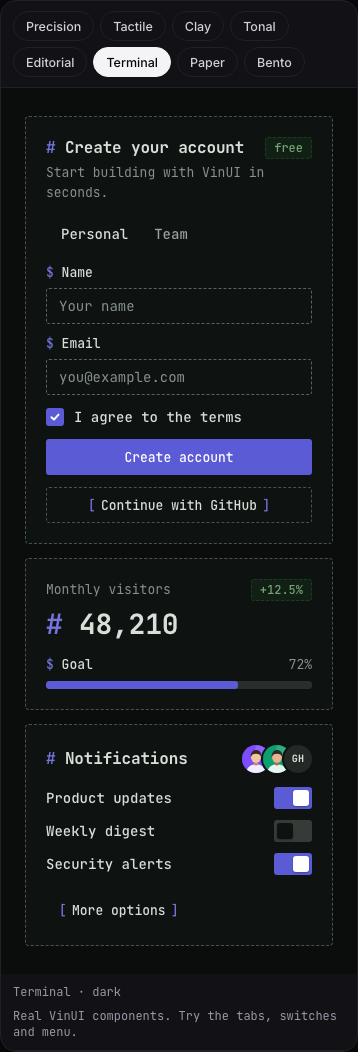 Precision Tactile Clay Tonal
Editorial Terminal Paper Bento
# Create your account free
Start building with VinUI in
seconds.
Personal Team
$ Name
Your name
$ Email
you@example.com
I agree to the terms
Create account
[ Continue with GitHub ]
Monthly visitors +12.5%
# 48,210
$ Goal 72%
# Notifications GH
Product updates
Weekly digest
Security alerts
[ More options ]
Terminal · dark
Real VinUI components. Try the tabs, switches
and menu.